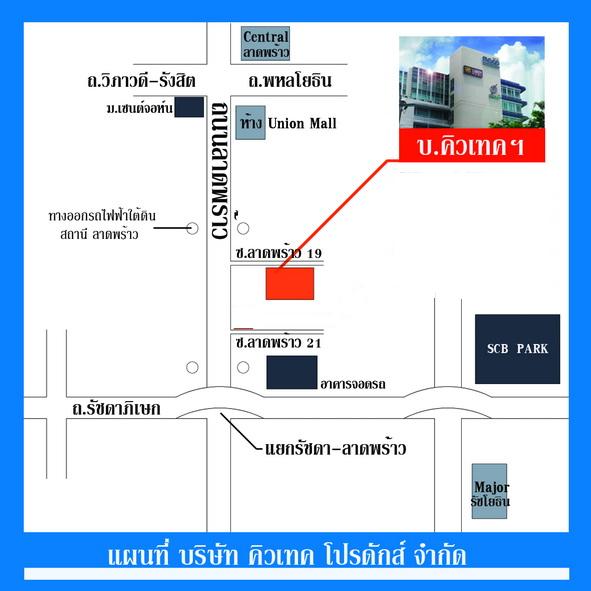 Central
ลาดพร้าว
ถ.วิภาวดี-รังสิต
ถ.พหลโยธิน
ม.เซนต์จอห์น
ห้าง Union Mall
ถนนลาดพร้าว
บ.คิวเทคฯ
ทางออกรถไฟฟ้าใต้ดิน
สถานี ลาดพร้าว
ซ.ลาดพร้าว 19
ซ.ลาดพร้าว 21
SCB PARK
อาคารจอดรถ
ถ.รัชดาภิเษก
แยกรัชดา-ลาดพร้าว
Major
รัชโยธิน
แผนที่ บริษัท คิวเทค โปรดักส์ จำกัด